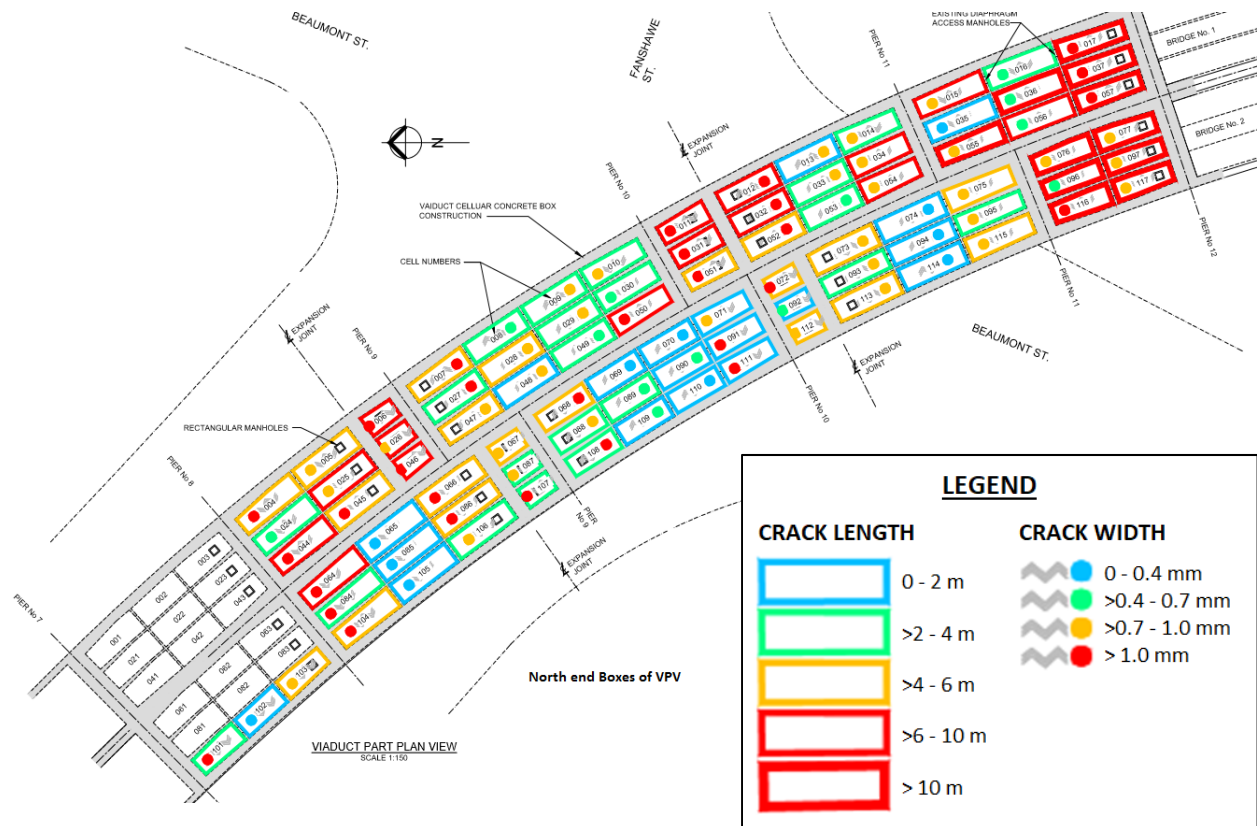 BEAUMONT ST.
FANSHAWE
ST.
EXISTING DIAPHRAGM
ACCESS MANHOLES
PIER No 11
BRIDGE No. 1
BRIDGE No. 2
EXPANSION
JOINT
PIER No 10
N
VAIDUCT CELLUAR CONCRETE BOX
CONSTRUCTION
CELL NUMBERS
EXPANSION
JOINT
PIER No 9
RECTANGULAR MANHOLES
PIER No 8
PIER No 7
PIER No 12
PIER No 11
BEAUMONT ST.
PIER No 10
EXPANSION
JOINT
PIER
No 9
EXPANSION
JOINT
001 002 003
021 022 023
041 042 043
004 005 006 007 008 009 010
024 025 026 027 028 029 030
044 045 046 047 048 049 050
011 012 013 014 015 016 017
031 032 033 034 035 036 037
051 052 053 054 055 056 057
061 062 063
081 082 083
101 102 103
064 065 066 067 068 069 070 071
084 085 086 087 088 089 090 091
104 105 106 107 108 109 110 111
072 073 074 075 076 077
092 093 094 095 096 097
112 113 114 115 116 117
North end Boxes of VPV
VIADUCT PART PLAN VIEW
SCALE 1:150
LEGEND
CRACK LENGTH
0 - 2 m
>2 - 4 m
>4 - 6 m
>6 - 10 m
> 10 m
CRACK WIDTH
0 - 0.4 mm
>0.4 - 0.7 mm
>0.7 - 1.0 mm
> 1.0 mm